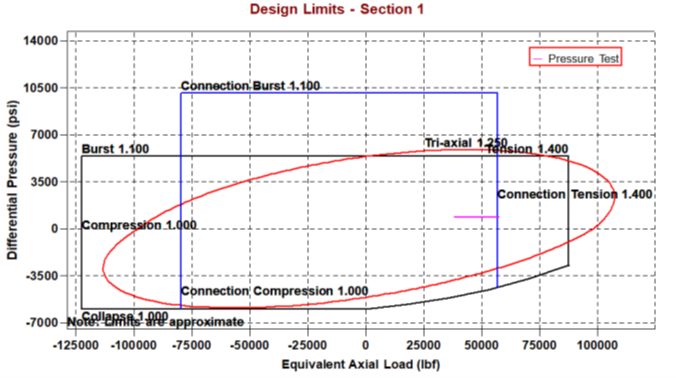 Design Limits - Section 1
14000
Pressure Test
10500
Connection Burst 1.100
7000
Tri-axial 1.250
Burst 1.100
Tension 1.400
3500
Connection Tension 1.400
Compression 1.000
0
-3500
Connection Compression 1.000
Collapse 1.000
-7000
Note: Limits are approximate
-125000 -100000 -75000 -50000 -25000 0 25000 50000 75000 100000
Equivalent Axial Load (lbf)
Differential Pressure (psi)